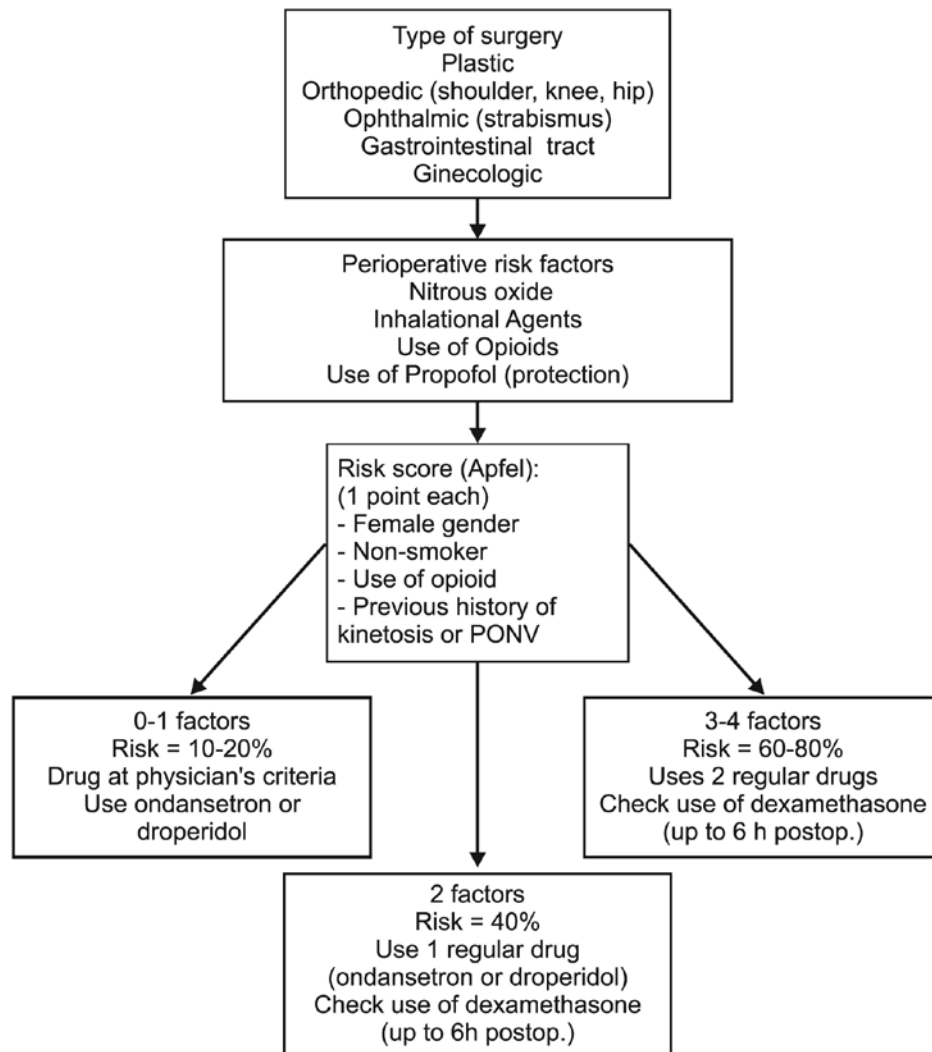 Type of surgery
Plastic
Orthopedic (shoulder, knee, hip)
Ophthalmic (strabismus)
Gastrointestinal tract
Ginecologic
Perioperative risk factors
Nitrous oxide
Inhalational Agents
Use of Opioids
Use of Propofol (protection)
Risk score (Apfel):
(1 point each)
- Female gender
- Non-smoker
- Use of opioid
- Previous history of
kinetosis or PONV
0-1 factors
Risk = 10-20%
Drug at physician's criteria
Use ondansetron or
droperidol
2 factors
Risk = 40%
Use 1 regular drug
(ondansetron or droperidol)
Check use of dexamethasone
(up to 6h postop.)
3-4 factors
Risk = 60-80%
Uses 2 regular drugs
Check use of dexamethasone
(up to 6 h postop.)